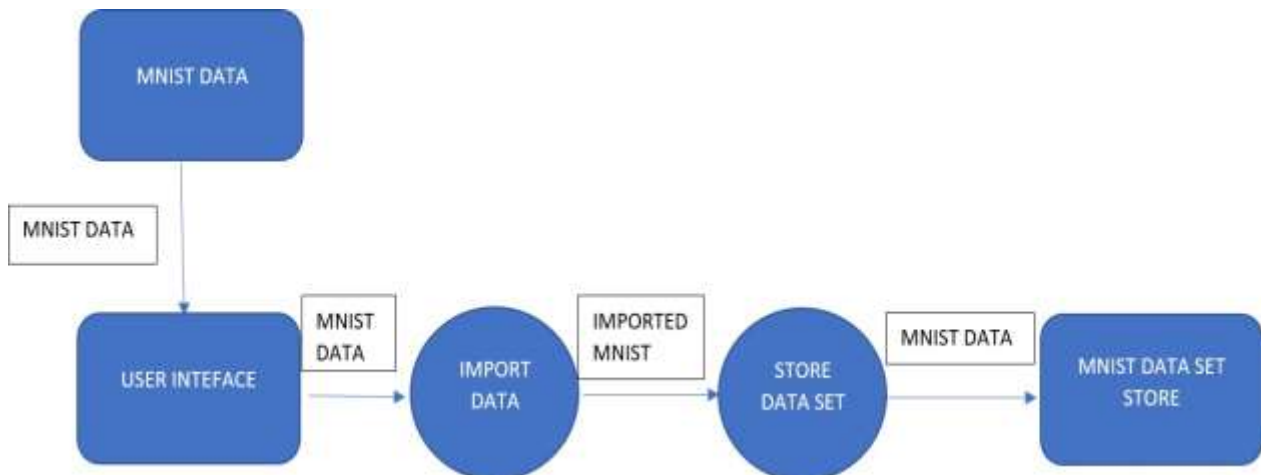 MNIST DATA
MNIST DATA
USER INTEFACE
MNIST
DATA
IMPORT
DATA
IMPORTED
MNIST
STORE
DATA SET
MNIST DATA
MNIST DATA SET
STORE